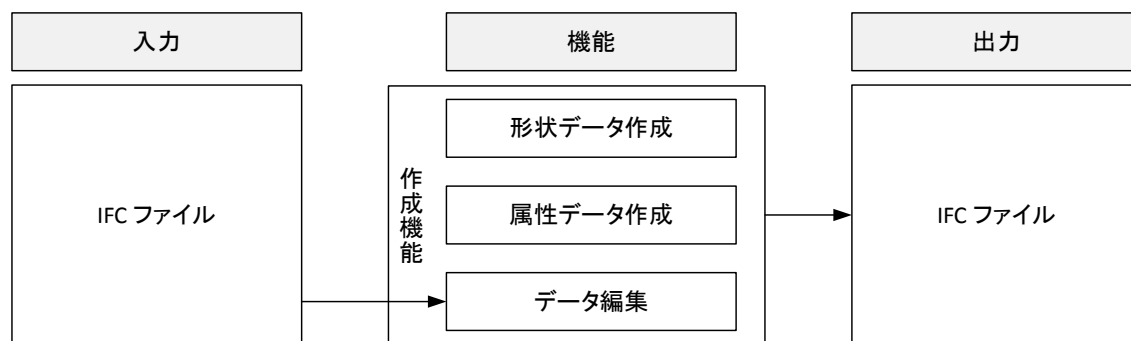 入力
機能
出力
IFC ファイル
作成機能
形状データ作成
属性データ作成
データ編集
IFC ファイル